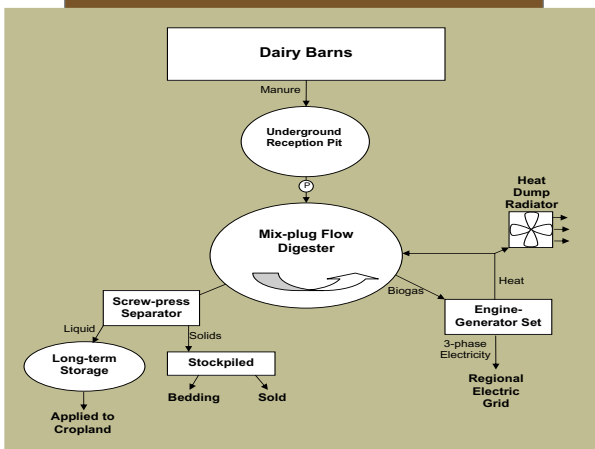 Dairy Barns
Manure
Underground
Reception Pit
P
Heat
Dump
Radiator
Mix-plug Flow
Digester
Biogas
Heat
Screw-press
Separator
Engine-
Generator Set
Liquid
Solids
3-phase
Electricity
Long-term
Storage
Stockpiled
Regional
Electric
Grid
Bedding
Sold
Applied to
Cropland